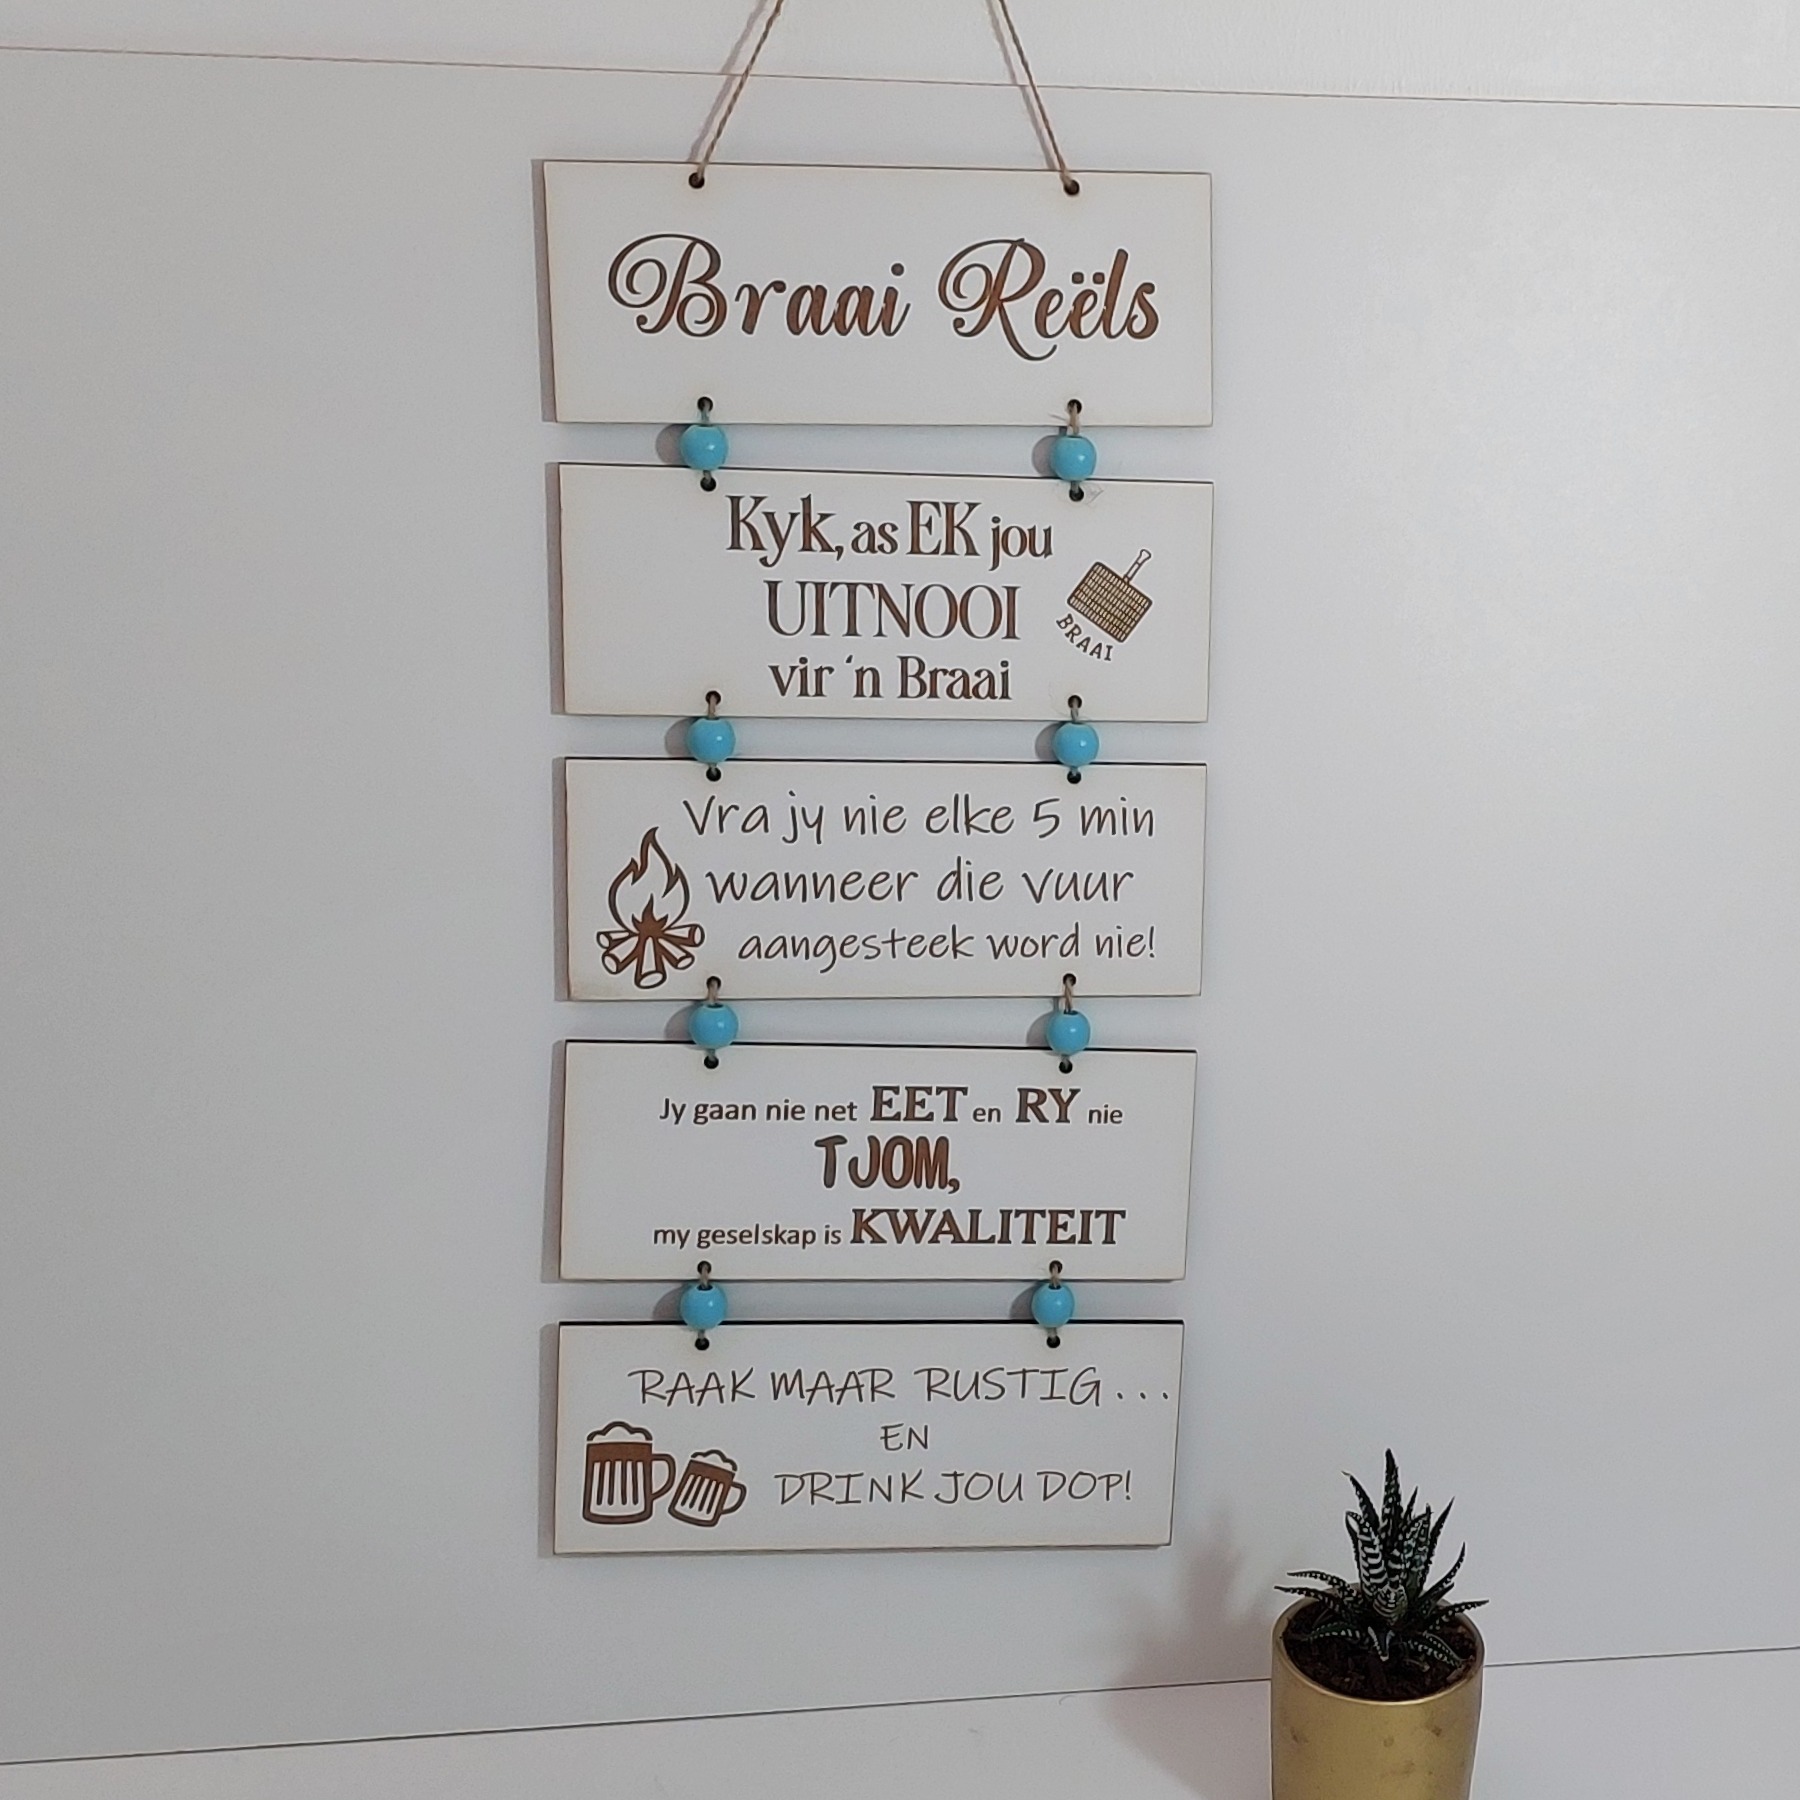 Braai Reëls
Kyk, as EK jou
UITNOOI
vir ‘n Braai
BRAAI
Vra jy nie elke 5 min
wanneer die vuur
aangesteek word nie!
Jy gaan nie net EET en RY nie
TJOM,
my geselskap is KWALITEIT
RAAK MAAR RUSTIG...
EN
DRINK JOU DOP!